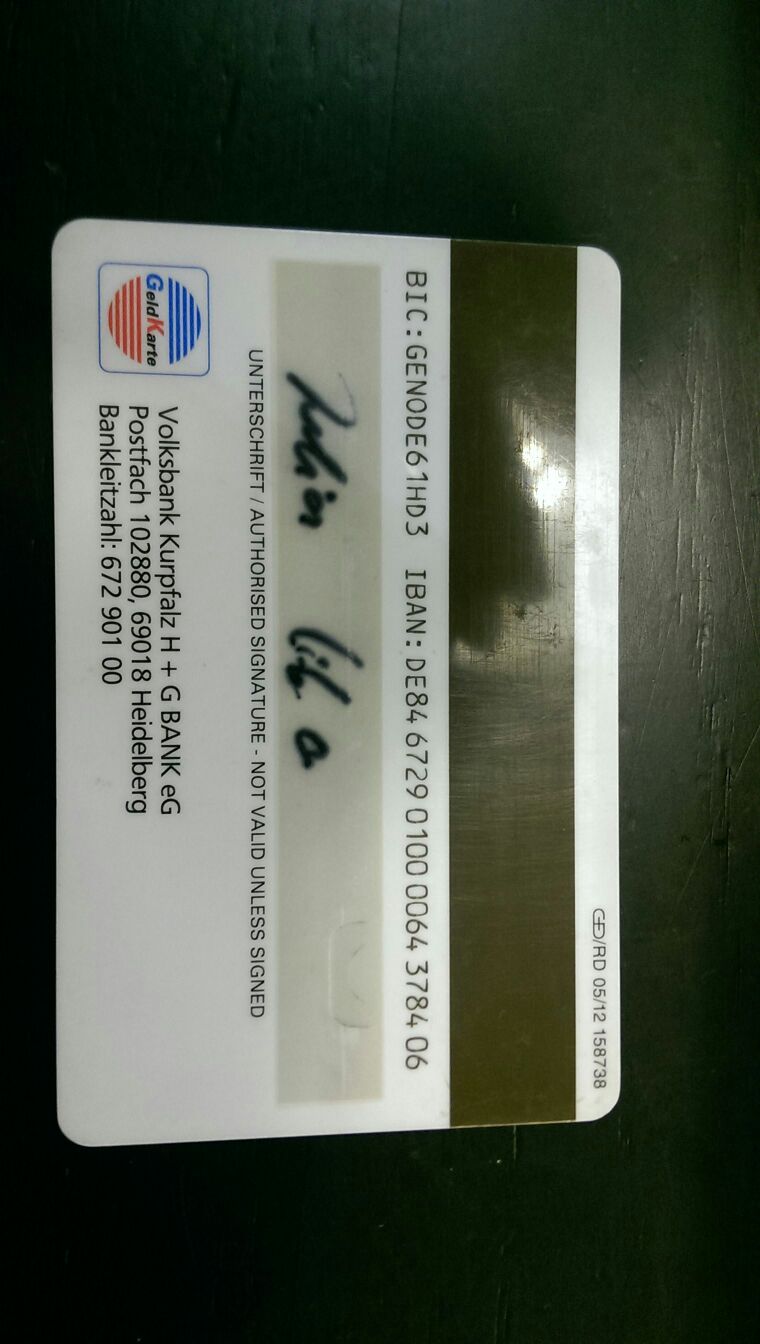 G+D/RD 05/12 158738
BIC:GENODE61HD3 IBAN:DE84 6729 0100 0064 3784 06
UNTERSCHRIFT / AUTHORISED SIGNATURE - NOT VALID UNLESS SIGNED
GeldKarte
Volksbank Kurpfalz H + G BANK eG
Postfach 102880, 69018 Heidelberg
Bankleitzahl: 672 901 00